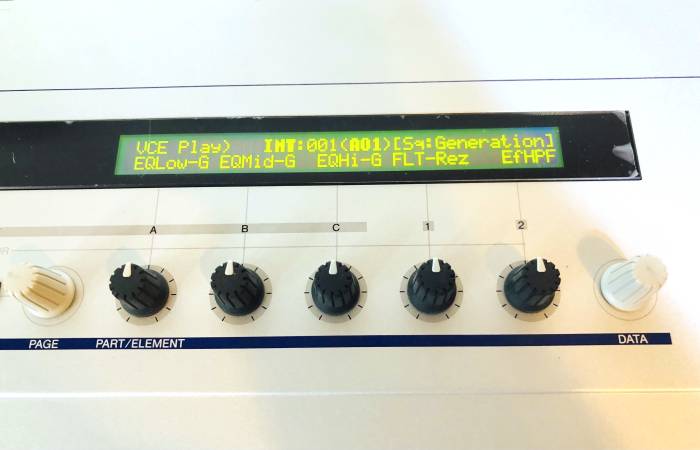 VCE Play) INT:001(A01)[Sq:Generation]
EQLow-G EQMid-G EQHi-G FLT-Rez EfHPF
A B C 1 2
PAGE PART/ELEMENT DATA